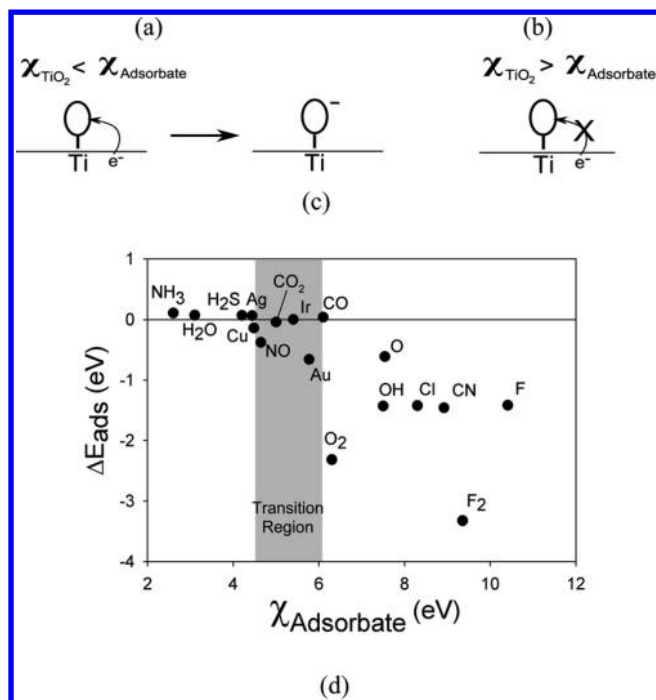 (a) (b)
χTiO2 < χAdsorbate χTiO2 > χAdsorbate
- X
Ti e- Ti Ti e-
(c)
1 CO2
NH3 H2S Ag Ir CO
0
H2O Cu NO O
Au
-1 OH Cl CN F
ΔEads (eV)
-2 O2
-3 Transition F2
Region
-4
2 4 6 8 10 12
χAdsorbate (eV)
(d)